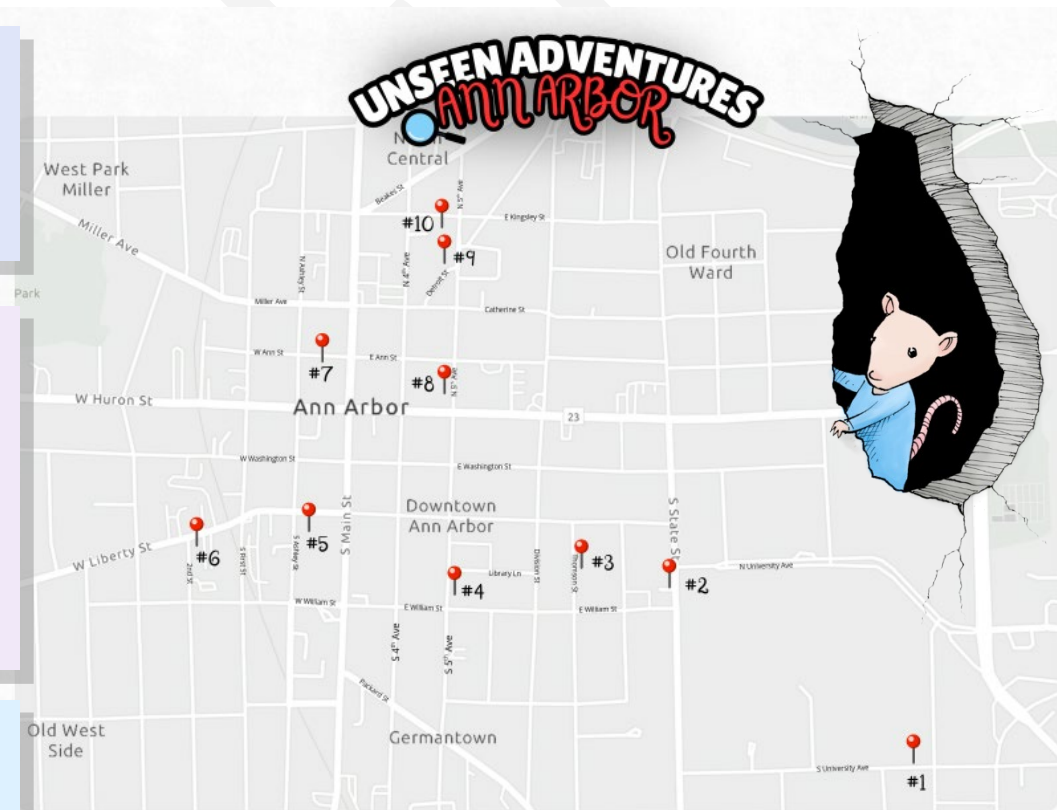 UNSEEN ADVENTURES
ANN ARBOR
Central
West Park
Miller
Beakes St
N 5th Ave
#10
E Kingsley St
Miller Ave
#9
Old Fourth
Ward
N Ashley St
N 4th Ave
Detroit St
Park
Miller Ave
Catherine St
W Ann St
E Ann St
#7
#8
N 5th Ave
W Huron St
Ann Arbor
23
W Washington St
E Washington St
S Main St
Downtown
Ann Arbor
S State St
#5
W Liberty St
#6
S First St
S Ashley St
2nd St
Division St
#3
Thomson St
N University Ave
Library Ln
#4
#2
W William St
E William St
E William St
S 4th Ave
S 5th Ave
Packard St
Old West
Side
Germantown
S University Ave
#1